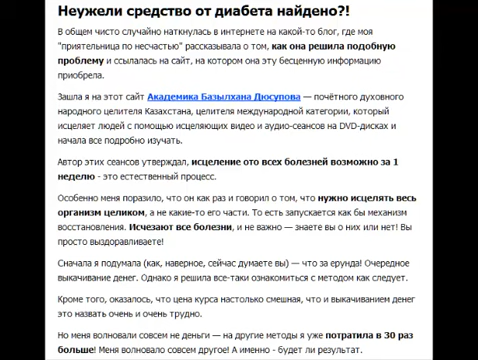 Неужели средство от диабета найдено?!
В общем чисто случайно наткнулась в интернете на какой-то блог, где моя
"приятельница по несчастью" рассказывала о том, как она решила подобную
проблему и ссылалась на сайт, на котором она эту бесценную информацию
приобрела.
Зашла я на этот сайт Академика Базылхана Дюсупова — почётного духовного
народного целителя Казахстана, целителя международной категории, который
исцеляет людей с помощью исцеляющих видео и аудио-сеансов на DVD-дисках и
начала все подробно изучать.
Автор этих сеансов утверждал, исцеление ото всех болезней возможно за 1
неделю - это естественный процесс.
Особенно меня поразило, что он как раз и говорил о том, что нужно исцелять весь
организм целиком, а не какие-то его части. То есть запускается как бы механизм
восстановления. Исчезают все болезни, и не важно — знаете вы о них или нет! Вы
просто выздоравливаете!
Сначала я подумала (как, наверное, сейчас думаете вы) — что за ерунда! Очередное
выкачивание денег. Однако я решила все-таки ознакомиться с методом как следует.
Кроме того, оказалось, что цена курса настолько смешная, что и выкачиванием денег
это назвать очень и очень трудно.
Но меня волновали совсем не деньги — на другие методы я уже потратила в 30 раз
больше! Меня волновало совсем другое! А именно - будет ли результат.